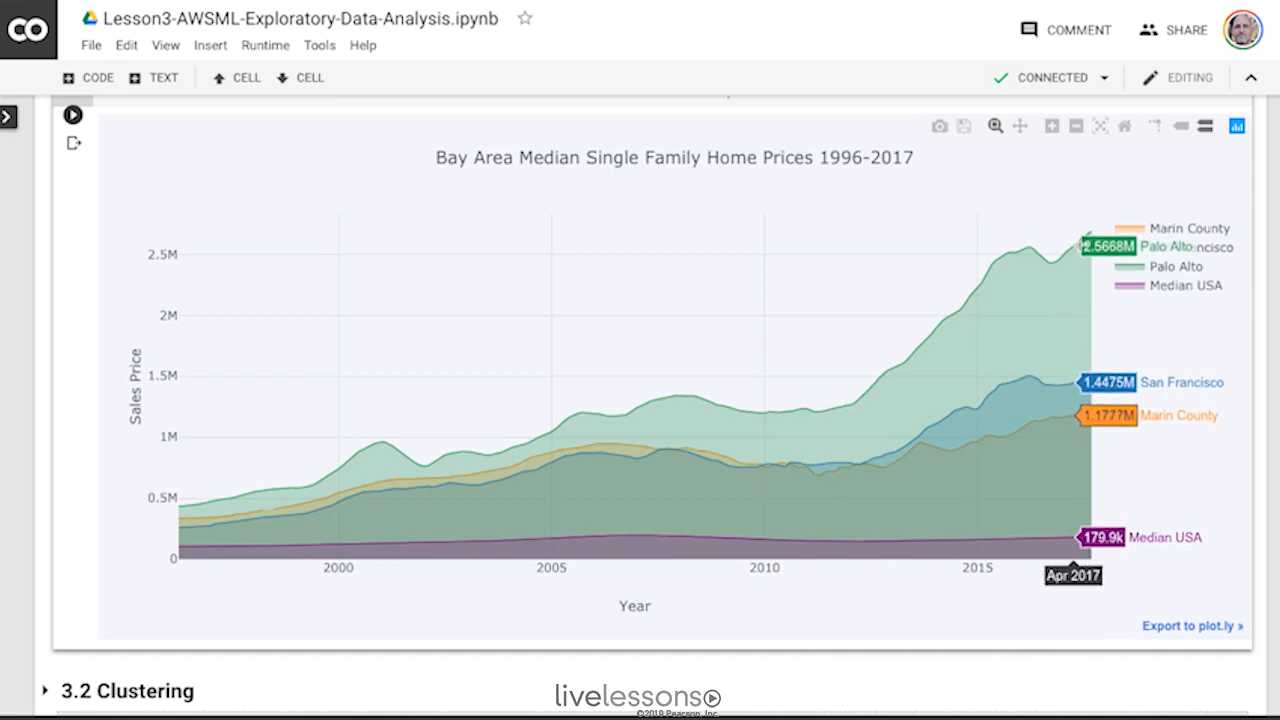 CO
Lesson3-AWSML-Exploratory-Data-Analysis.ipynb
File Edit View Insert Runtime Tools Help
COMMENT SHARE
CODE TEXT CELL CELL
CONNECTED EDITING
Bay Area Median Single Family Home Prices 1996-2017
Marin County
2.5668M Palo Alto ncisco
Palo Alto
Median USA
2.5M
2M
1.5M
1M
0.5M
0
Sales Price
1.4475M San Francisco
1.1777M Marin County
179.9k Median USA
2000 2005 2010 2015
Apr 2017
Year
Export to plot.ly »
3.2 Clustering
livelessons
©2019 Pearson, Inc.